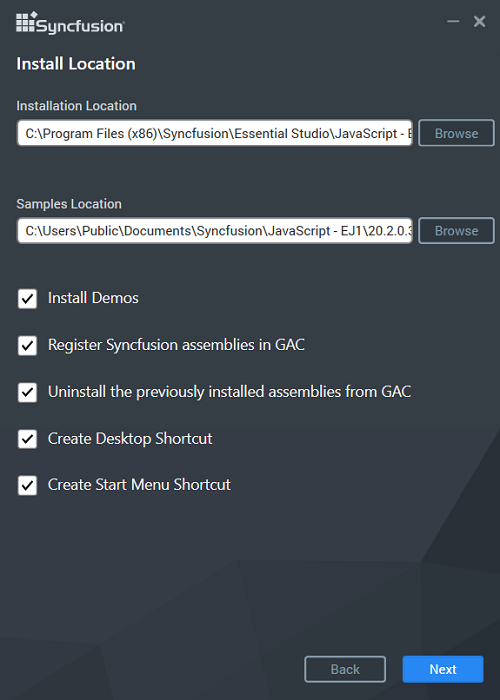 Syncfusion
Install Location
Installation Location
C:\Program Files (x86)\Syncfusion\Essential Studio\JavaScript -
Browse
Samples Location
C:\Users\Public\Documents\Syncfusion\JavaScript - EJ1\20.2.0.3
Browse
Install Demos
Register Syncfusion assemblies in GAC
Uninstall the previously installed assemblies from GAC
Create Desktop Shortcut
Create Start Menu Shortcut
Back
Next